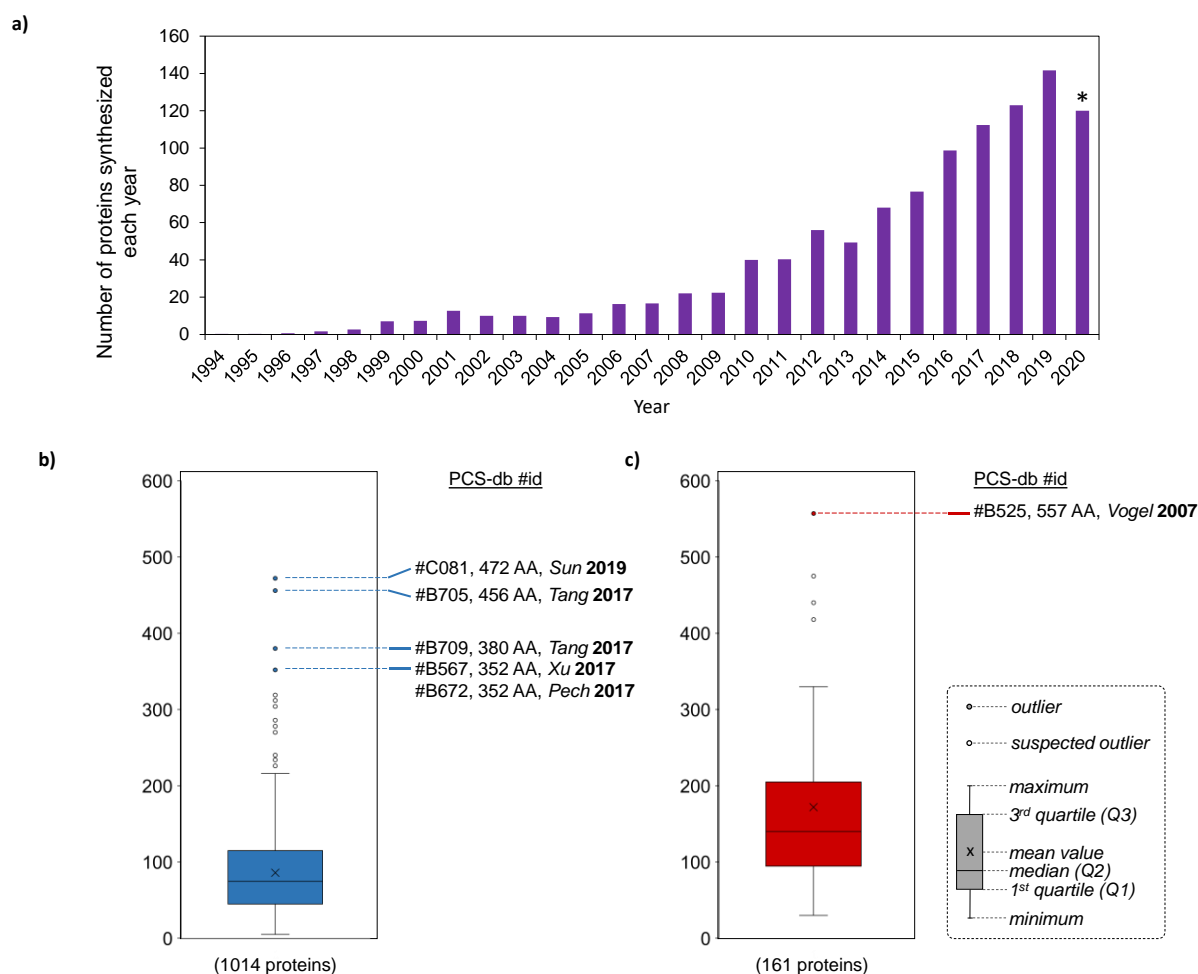 a)
160
140
120
100
80
60
40
20
0
Number of proteins synthesized
each year
*
1994
1995
1996
1997
1998
1999
2000
2001
2002
2003
2004
2005
2006
2007
2008
2009
2010
2011
2012
2013
2014
2015
2016
2017
2018
2019
2020
Year
b)
600
500
400
300
200
100
0
PCS-db #id
#C081, 472 AA, Sun 2019
#B705, 456 AA, Tang 2017
#B709, 380 AA, Tang 2017
#B567, 352 AA, Xu 2017
#B672, 352 AA, Pech 2017
(1014 proteins)
c)
600
500
400
300
200
100
0
PCS-db #id
#B525, 557 AA, Vogel 2007
(161 proteins)
outlier
suspected outlier
maximum
3rd quartile (Q3)
x
mean value
median (Q2)
1st quartile (Q1)
minimum